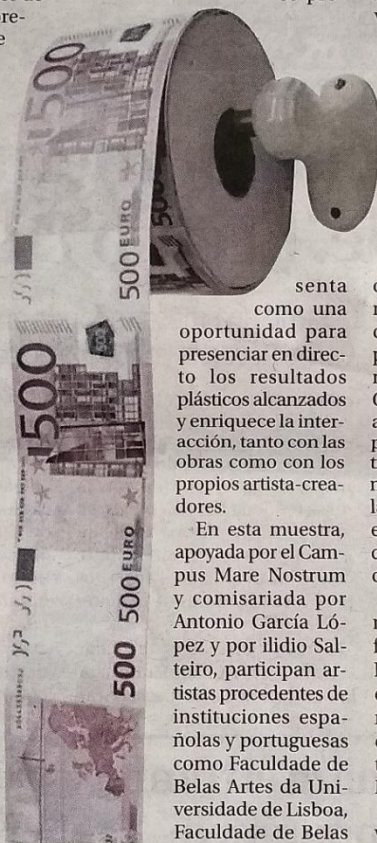 500
500 EURO
500
500 EURO
500
senta
como una
oportunidad para
presenciar en direc-
to los resultados
plásticos alcanzados
y enriquece la inter-
acción, tanto con las
obras como con los
propios artista-crea-
dores.
En esta muestra,
apoyada por el Cam-
pus Mare Nostrum
y comisariada por
Antonio García Ló-
pez y por ilidio Sal-
teiro, participan ar-
tistas procedentes de
instituciones espa-
ñolas y portuguesas
como Faculdade de
Belas Artes da Uni-
versidade de Lisboa,
Faculdade de Belas